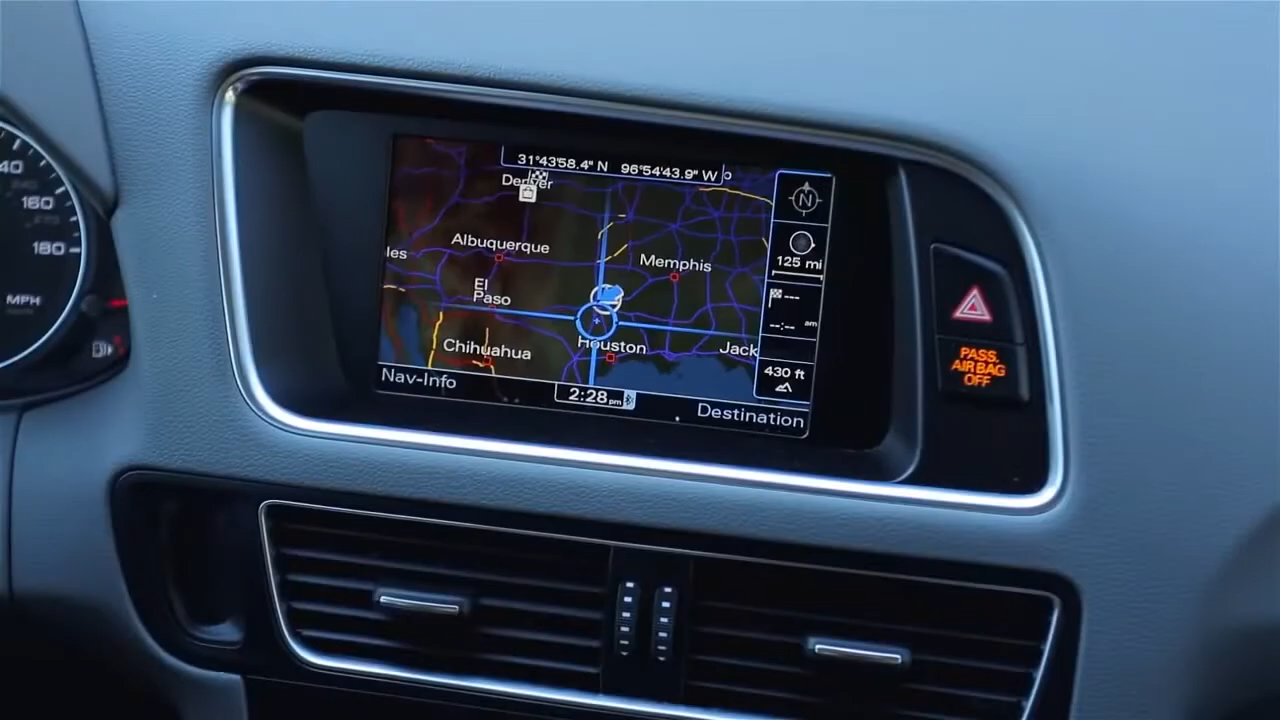 40
160
180
MPH
31°43'58.4" N 96°54'43.9" W
Denver
N
Albuquerque
les
Memphis
125 mi
El
Paso
---
--:-- am
Chihuahua
Houston
Jack
430 ft
Nav-Info
2:28 pm
Destination
PASS.
AIR BAG
OFF